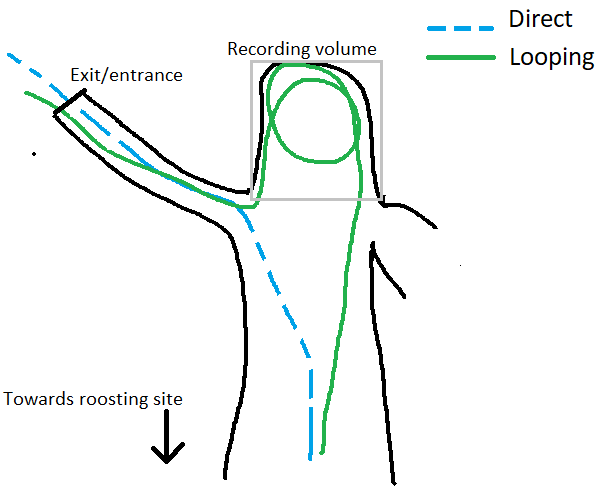 Direct
Looping
Recording volume
Exit/entrance
Towards roosting site